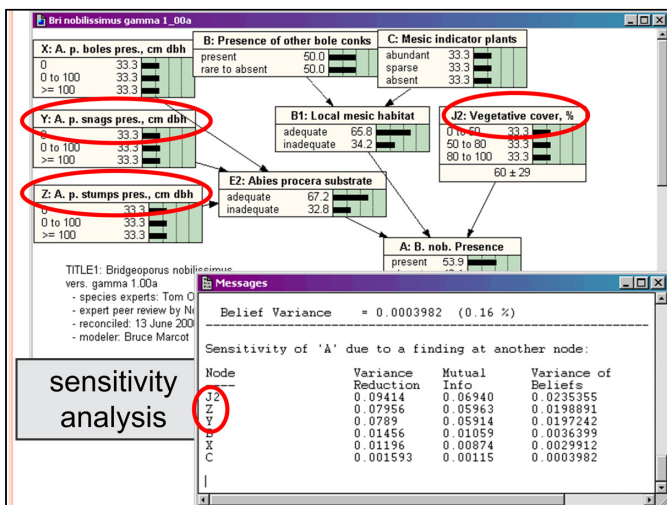 Bri nobilissimus gamma 1_00a
X: A. p. boles pres., cm dbh
0 33.3
0 to 100 33.3
>= 100 33.3
B: Presence of other bole conks
present 50.0
rare to absent 50.0
C: Mesic indicator plants
abundant 33.3
sparse 33.3
absent 33.3
Y: A. p. snags pres., cm dbh
0 33.3
0 to 100 33.3
>= 100 33.3
B1: Local mesic habitat
adequate 65.8
inadequate 34.2
J2: Vegetative cover, %
0 to 50 33.3
50 to 80 33.3
80 to 100 33.3
60 ± 29
Z: A. p. stumps pres., cm dbh
0 33.3
0 to 100 33.3
>= 100 33.3
E2: Abies procera substrate
adequate 67.2
inadequate 32.8
A: B. nob. Presence
present 53.9
TITLE1: Bridgeoporus nobilissimus
vers. gamma 1.00a
- species experts: Tom O
- expert peer review by
- reconciled: 13 June
- modeler: Bruce Marcot
sensitivity
analysis
Messages
Belief Variance = 0.0003982 (0.16 %)
Sensitivity of 'A' due to a finding at another node:
Node Variance Mutual Variance of
---- Reduction Info Beliefs
J2 0.09414 0.06940 0.0235355
Z 0.07956 0.05963 0.0198891
Y 0.0789 0.05914 0.0197242
B 0.01456 0.01059 0.0036399
X 0.01196 0.00874 0.0029912
C 0.001593 0.00115 0.0003982